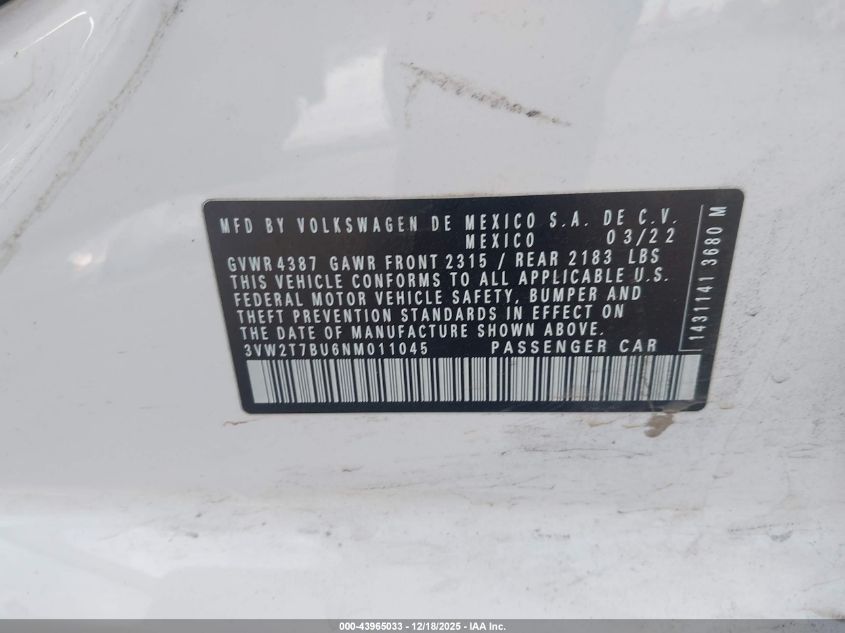 MFD BY VOLKSWAGEN DE MEXICO S.A. DE C.V.
MEXICO 03/22
GVWR 4387 GAWR FRONT 2315 / REAR 2183 LBS
THIS VEHICLE CONFORMS TO ALL APPLICABLE U.S.
FEDERAL MOTOR VEHICLE SAFETY, BUMPER AND
THEFT PREVENTION STANDARDS IN EFFECT ON
THE DATE OF MANUFACTURE SHOWN ABOVE.
3VW2T7BU6NM011045 PASSENGER CAR
1431141 3680 M
000-43965033 - 12/18/2025 - IAA Inc.